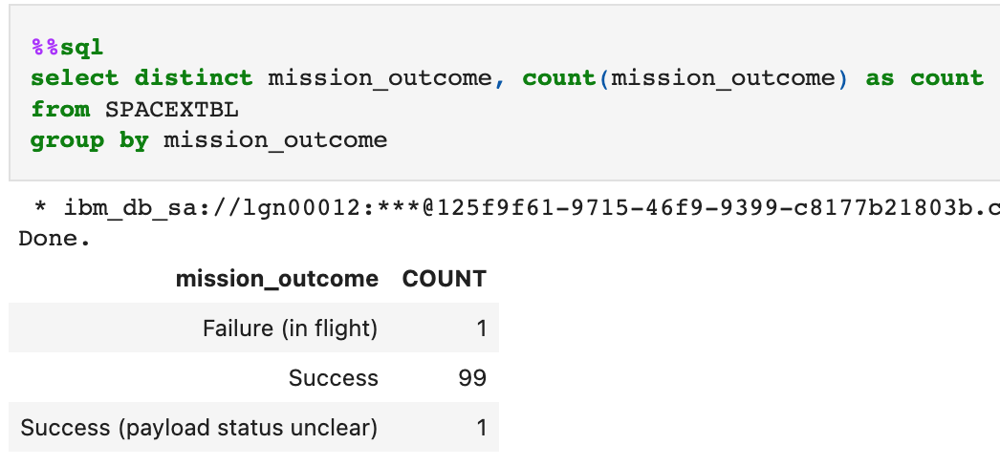 %%sql
select distinct mission_outcome, count(mission_outcome) as count
from SPACEXTBL
group by mission_outcome
* ibm_db_sa://lgn00012:***@125f9f61-9715-46f9-9399-c8177b21803b.c
Done.
mission_outcome COUNT
Failure (in flight) 1
Success 99
Success (payload status unclear) 1